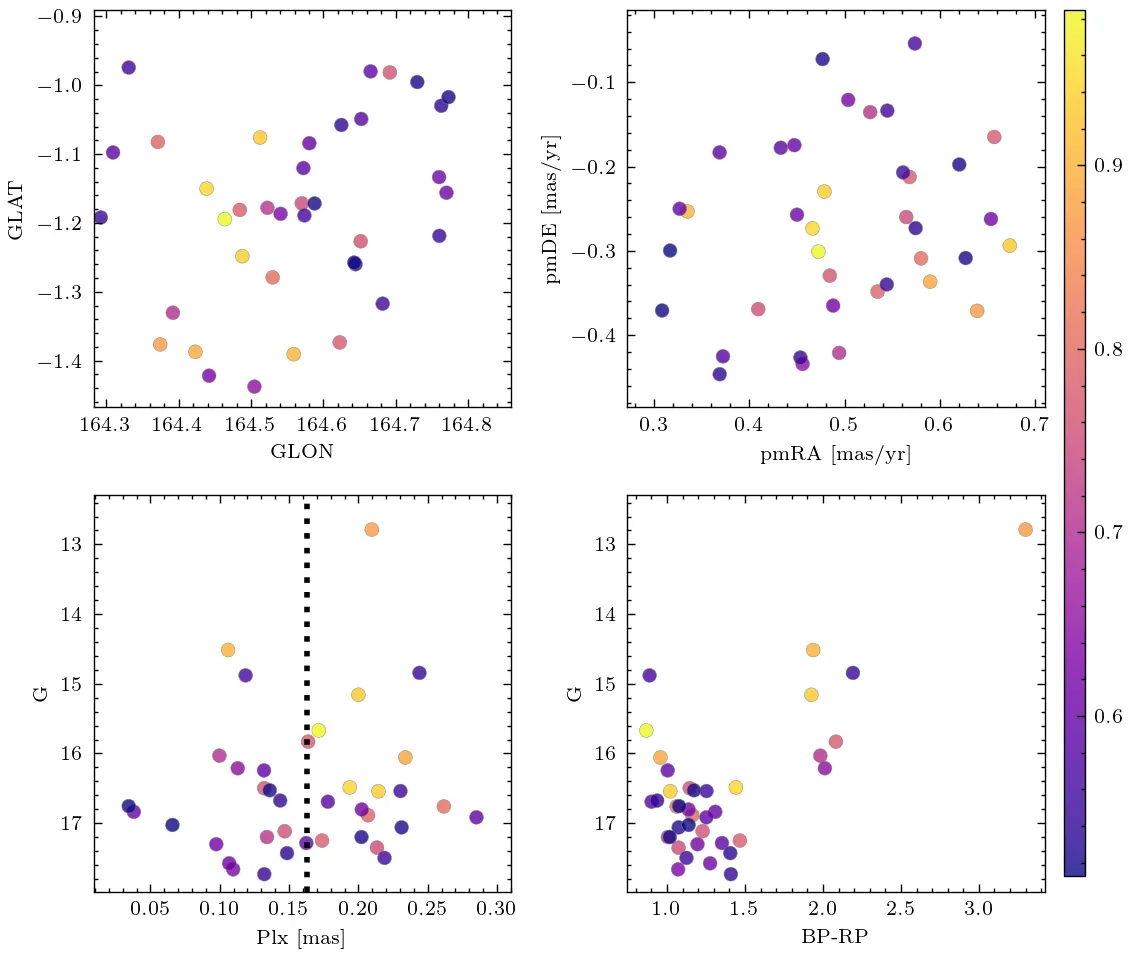 −0.9
−1.0
−1.1
−1.2
−1.3
−1.4
GLAT
164.3 164.4 164.5 164.6 164.7 164.8
GLON
−0.1
−0.2
−0.3
−0.4
pmDE [mas/yr]
0.3 0.4 0.5 0.6 0.7
pmRA [mas/yr]
0.9
0.8
0.7
0.6
13
14
15
16
17
G
0.05 0.10 0.15 0.20 0.25 0.30
Plx [mas]
13
14
15
16
17
G
1.0 1.5 2.0 2.5 3.0
BP-RP